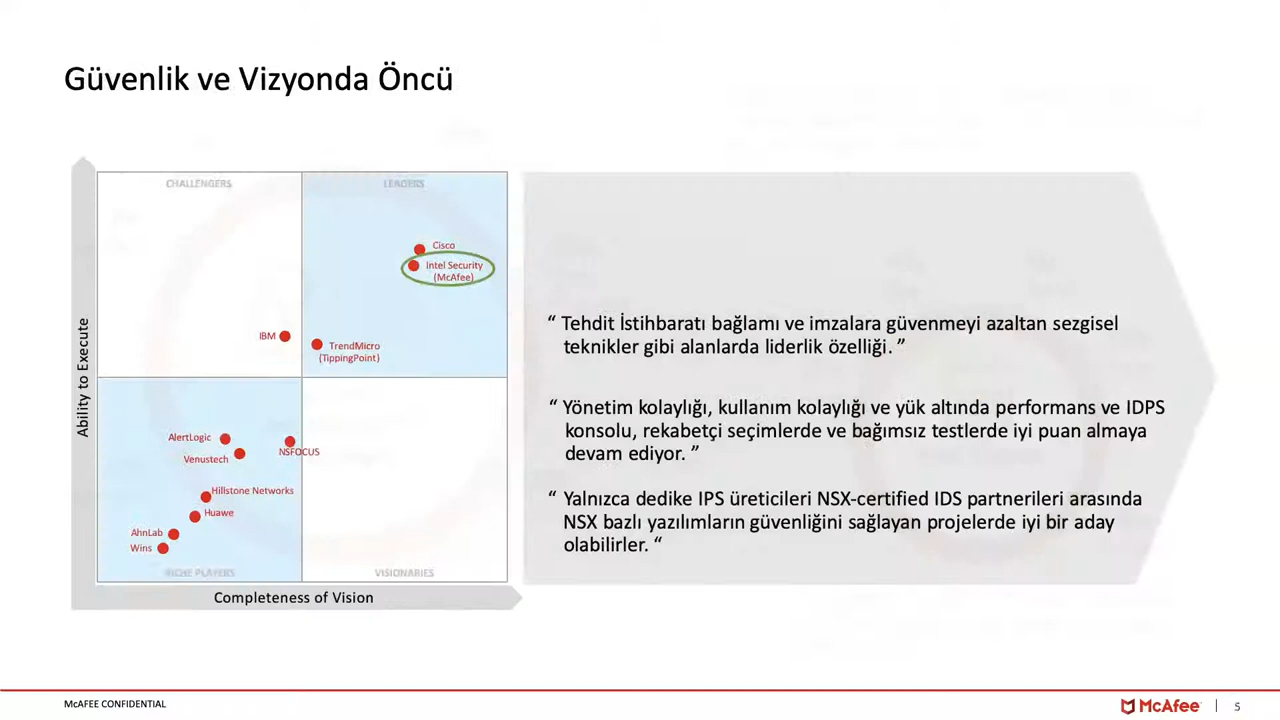 Güvenlik ve Vizyonda Öncü
CHALLENGERS
LEADERS
Cisco
Intel Security
(McAfee)
IBM
TrendMicro
(TippingPoint)
Ability to Execute
AlertLogic
NSFOCUS
Venustech
Hillstone Networks
Huawe
AhnLab
Wins
NICHE PLAYERS
VISIONARIES
Completeness of Vision
“ Tehdit İstihbaratı bağlamı ve imzalara güvenmeyi azaltan sezgisel
teknikler gibi alanlarda liderlik özelliği. ”
“ Yönetim kolaylığı, kullanım kolaylığı ve yük altında performans ve IDPS
konsolu, rekabetçi seçimlerde ve bağımsız testlerde iyi puan almaya
devam ediyor. ”
“ Yalnızca dedike IPS üreticileri NSX-certified IDS partnerileri arasında
NSX bazlı yazılımların güvenliğini sağlayan projelerde iyi bir aday
olabilirler. “
McAFEE CONFIDENTIAL
McAfee
5